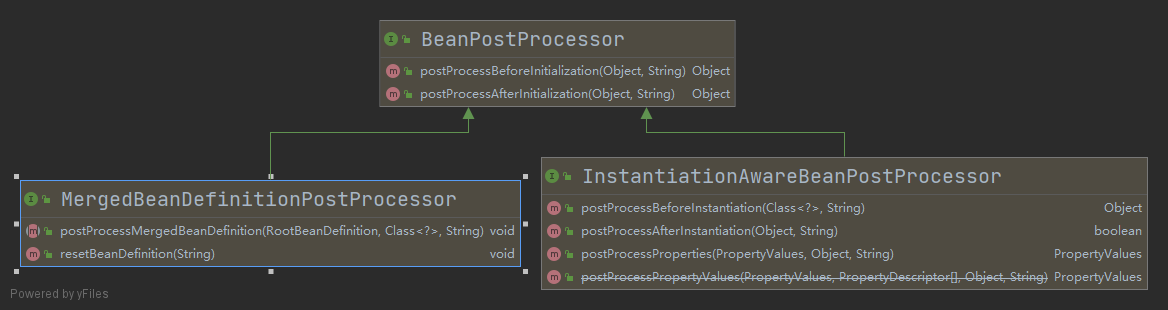 BeanPostProcessor
postProcessBeforeInitialization(Object, String) Object
postProcessAfterInitialization(Object, String) Object
MergedBeanDefinitionPostProcessor
postProcessMergedBeanDefinition(RootBeanDefinition, Class<?>, String) void
resetBeanDefinition(String) void
InstantiationAwareBeanPostProcessor
postProcessBeforeInstantiation(Class<?>, String) Object
postProcessAfterInstantiation(Object, String) boolean
postProcessProperties(PropertyValues, Object, String) PropertyValues
postProcessPropertyValues(PropertyValues, PropertyDescriptor[], Object, String) PropertyValues
Powered by yFiles